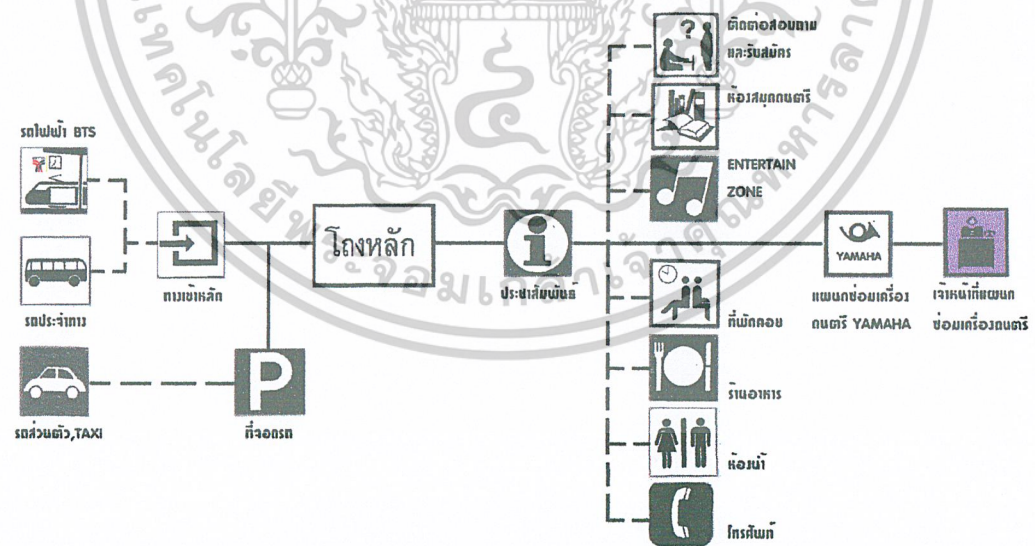 ติดต่อสอบถาม
และรับสมัคร
ห้องสมุดดนตรี
ENTERTAIN
ZONE
รถไฟฟ้า BTS
รถประจำทาง
รถส่วนตัว,TAXI
ทางเข้าหลัก
P
ที่จอดรถ
โถงหลัก
i
ประชาสัมพันธ์
?
ที่พักคอย
ร้านอาหาร
ห้องน้ำ
โทรศัพท์
YAMAHA
แผนกซ่อมเครื่อง
ดนตรี YAMAHA
เจ้าหน้าที่แผนก
ซ่อมเครื่องดนตรี